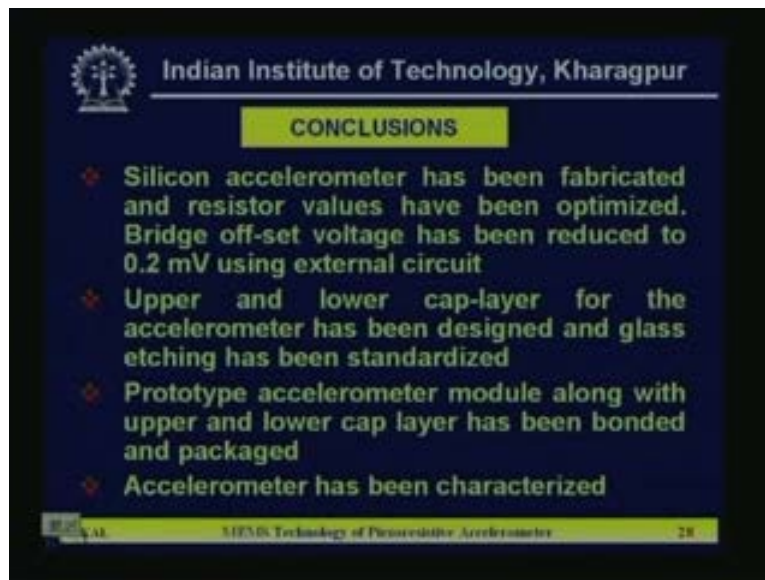 Indian Institute of Technology, Kharagpur
CONCLUSIONS
Silicon accelerometer has been fabricated
and resistor values have been optimized.
Bridge off-set voltage has been reduced to
0.2 mV using external circuit
Upper and lower cap-layer for the
accelerometer has been designed and glass
etching has been standardized
Prototype accelerometer module along with
upper and lower cap layer has been bonded
and packaged
Accelerometer has been characterized
MEMS Technology of Piezoresistive Accelerometer 28